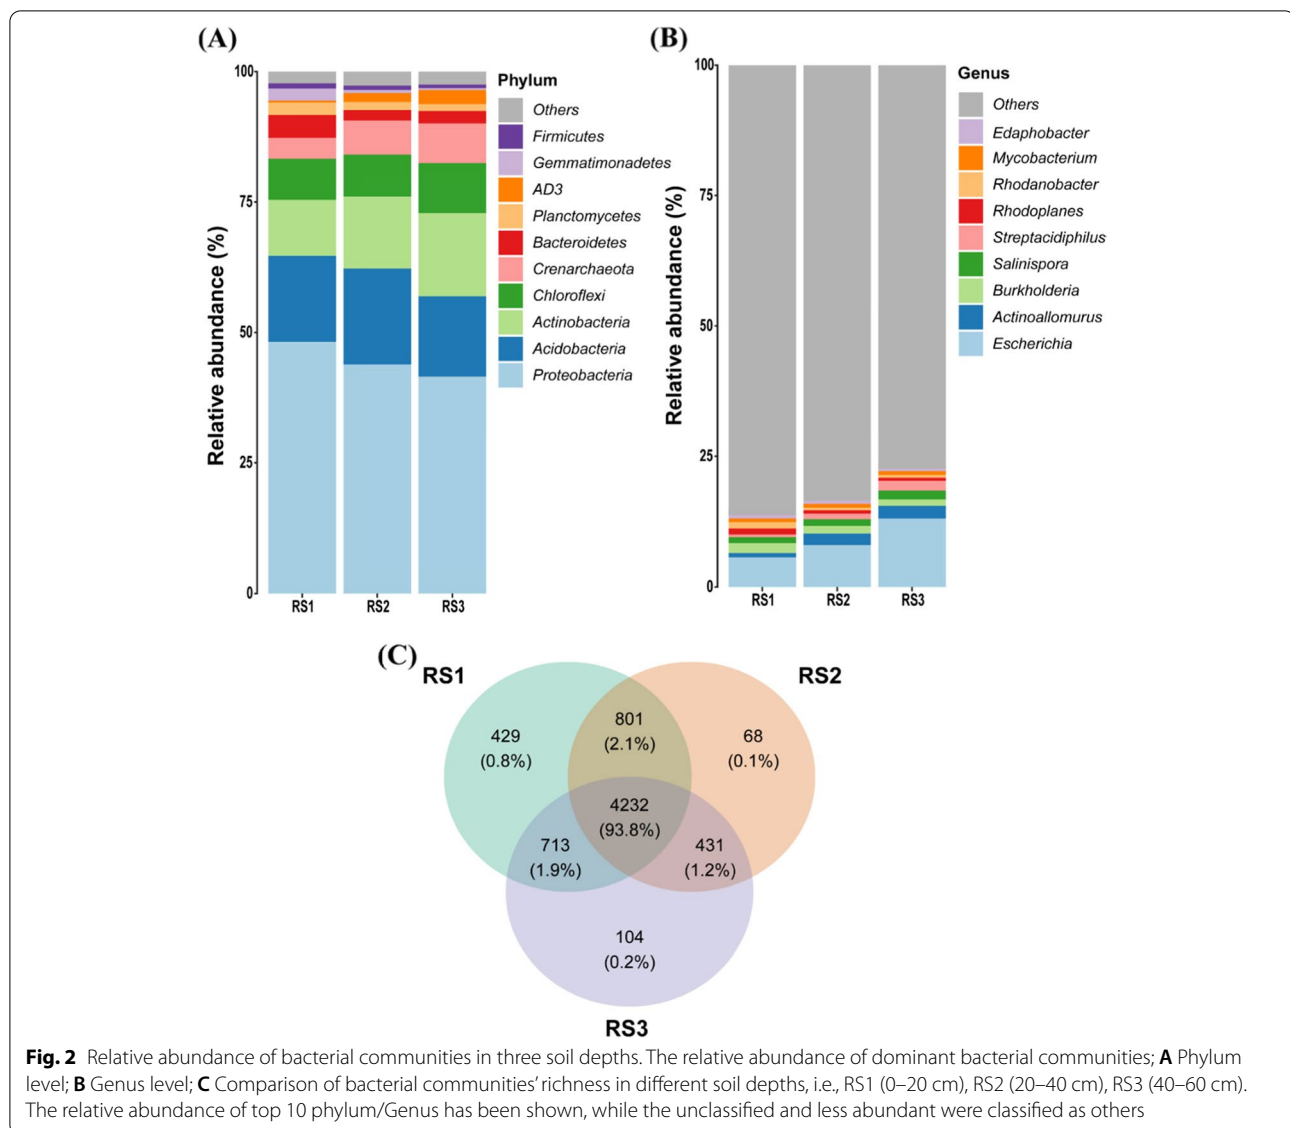 (A)
Relative abundance (%)
100
75
50
25
0
RS1 RS2 RS3
Phylum
Others
Firmicutes
Gemmatimonadetes
AD3
Planctomycetes
Bacteroidetes
Crenarchaeota
Chloroflexi
Actinobacteria
Acidobacteria
Proteobacteria
(B)
Relative abundance (%)
100
75
50
25
0
RS1 RS2 RS3
Genus
Others
Edaphobacter
Mycobacterium
Rhodanobacter
Rhodoplanes
Streptacidiphilus
Salinispora
Burkholderia
Actinoallomurus
Escherichia
(C)
RS1 RS2
429
(0.8%)
801
(2.1%)
68
(0.1%)
4232
(93.8%)
713
(1.9%)
431
(1.2%)
104
(0.2%)
RS3
Fig. 2 Relative abundance of bacterial communities in three soil depths. The relative abundance of dominant bacterial communities; A Phylum
level; B Genus level; C Comparison of bacterial communities' richness in different soil depths, i.e., RS1 (0–20 cm), RS2 (20–40 cm), RS3 (40–60 cm).
The relative abundance of top 10 phylum/Genus has been shown, while the unclassified and less abundant were classified as others